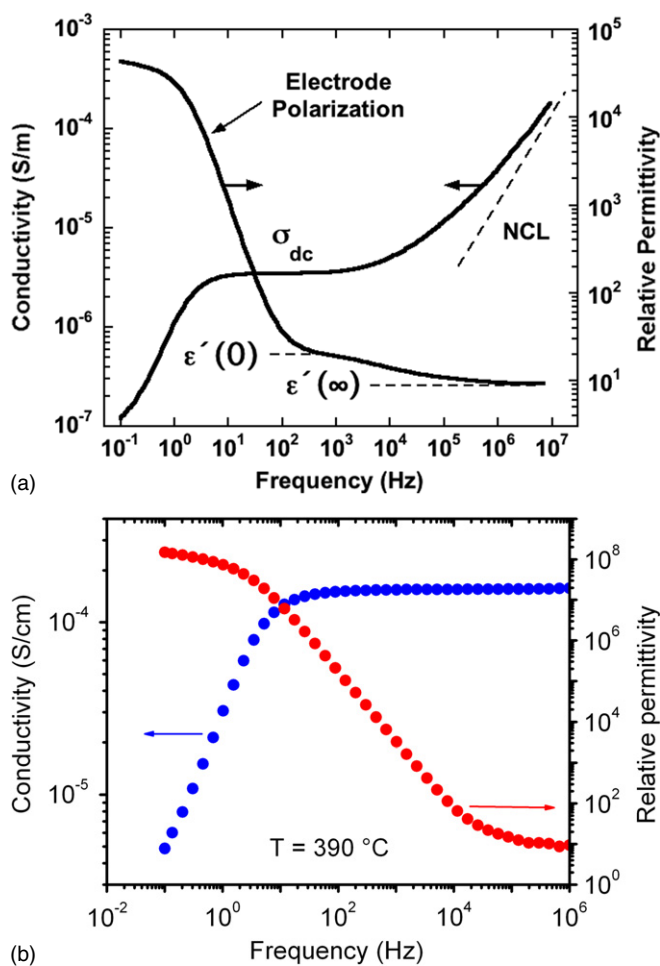 10⁻³
10⁻⁴
10⁻⁵
10⁻⁶
10⁻⁷
Conductivity (S/m)
Electrode
Polarization
σdc
NCL
ε´(0)
ε´(∞)
10⁵
10⁴
10³
10²
10¹
Relative Permittivity
10⁻¹ 10⁰ 10¹ 10² 10³ 10⁴ 10⁵ 10⁶ 10⁷
Frequency (Hz)
(a)
10⁻⁴
10⁻⁵
Conductivity (S/cm)
T = 390 °C
10⁸
10⁶
10⁴
10²
10⁰
Relative permittivity
10⁻² 10⁰ 10² 10⁴ 10⁶
Frequency (Hz)
(b)